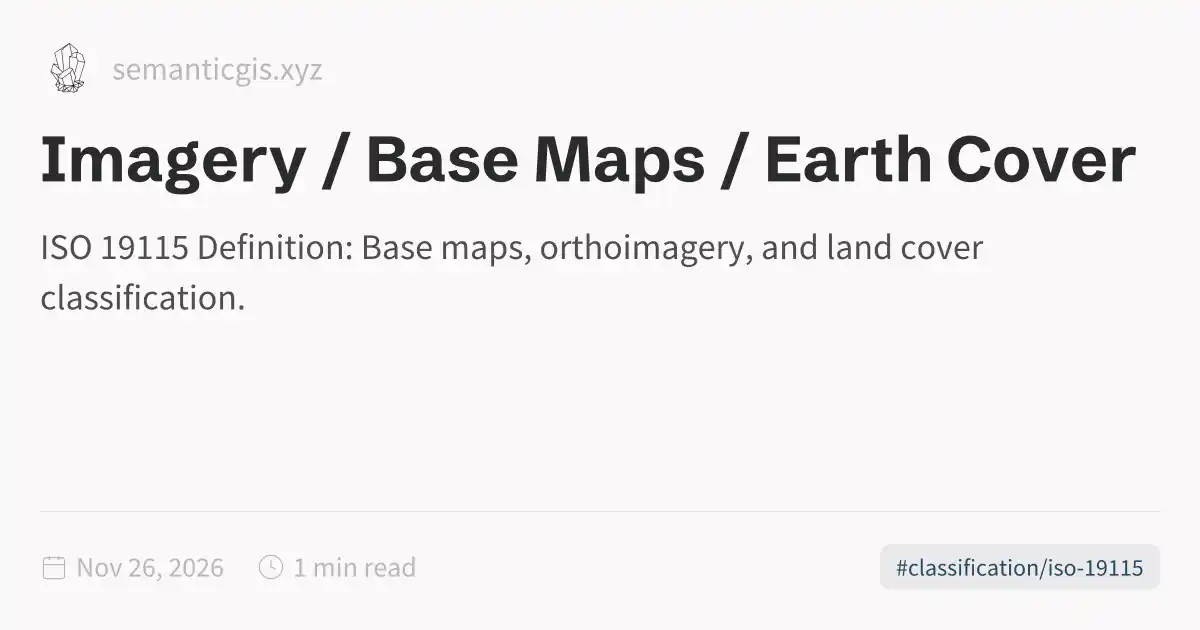 semanticgis.xyz
Imagery / Base Maps / Earth Cover
ISO 19115 Definition: Base maps, orthoimagery, and land cover
classification.
Nov 26, 2026
1 min read
#classification/iso-19115